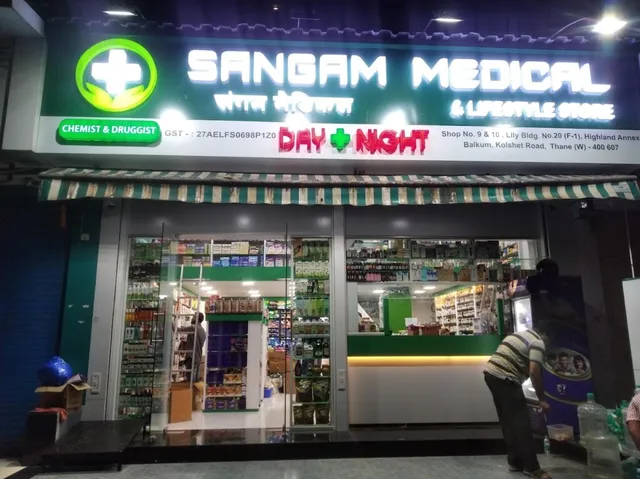 SANGAM MEDICAL
संगम मेडिकल
& LIFESTYLE STORE
CHEMIST & DRUGGIST
GST - : 27AELFS0698P1Z0
DAY + NIGHT
Shop No. 9 & 10 , Lily Bldg. No.20 (F-1), Highland Annex
Balkum, Kolshet Road, Thane (W) - 400 607